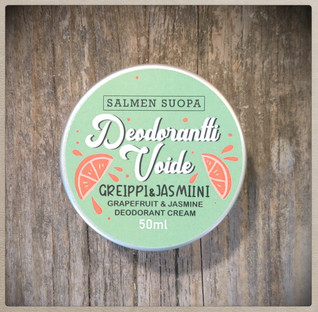 SALMEN SUOPA
Deodorantti
Voide
GREIPPI&JASMIINI
GRAPEFRUIT & JASMINE
DEODORANT CREAM
50ml